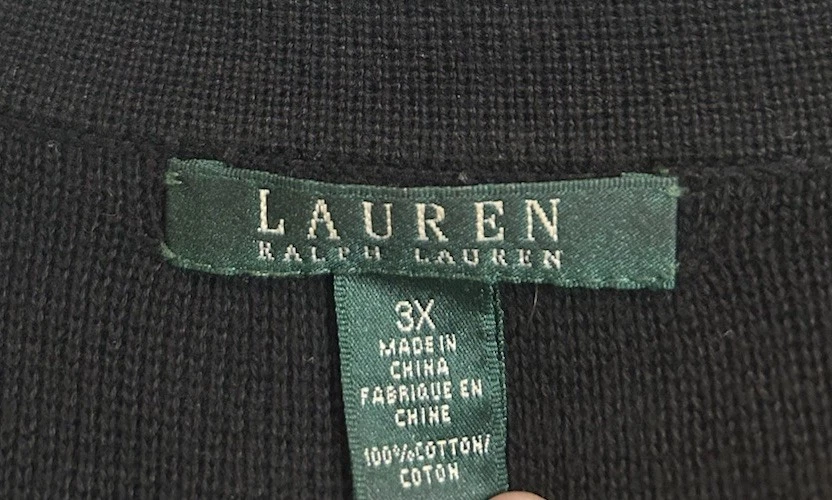 LAUREN
RALPH LAUREN
3X
MADE IN
CHINA
FABRIQUE EN
CHINE
100%COTTON/
COTON